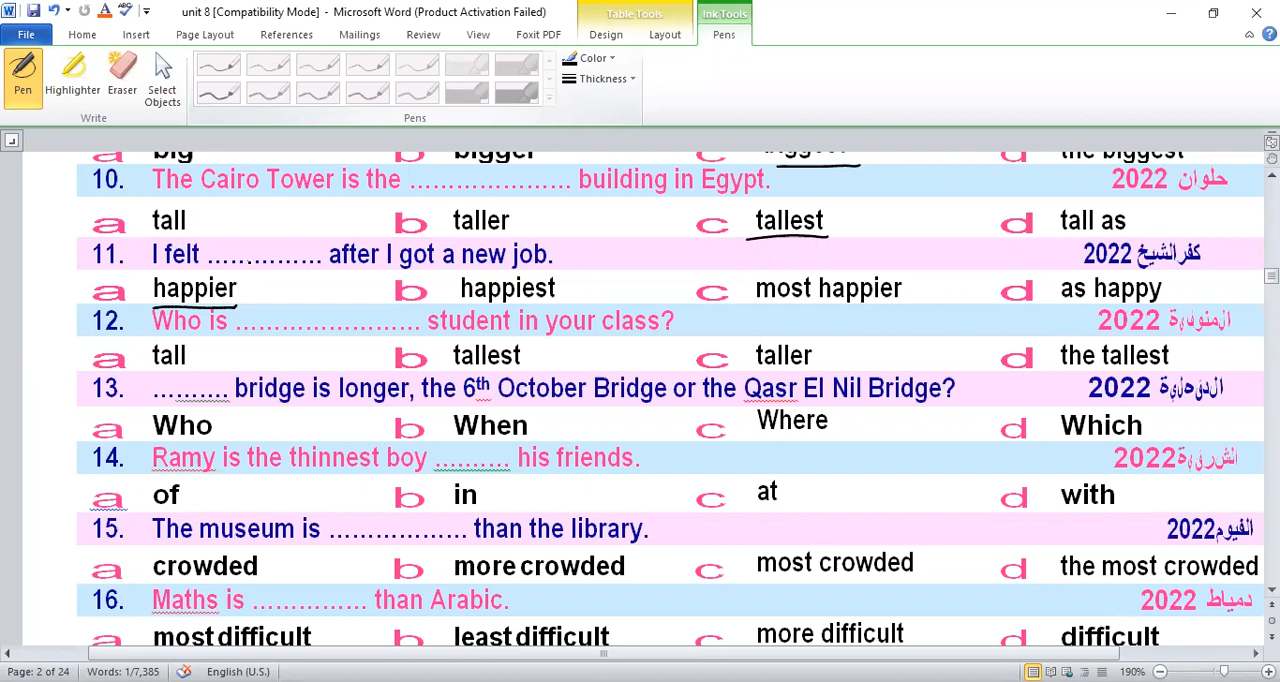 unit 8 [Compatibility Mode] - Microsoft Word (Product Activation Failed)
Table Tools
Ink Tools
File Home Insert Page Layout References Mailings Review View Foxit PDF Design Layout Pens
Pen Highlighter Eraser Select Objects
Color
Thickness
Write Pens
a big b bigger c biggest d the biggest
10. The Cairo Tower is the ..................... building in Egypt. حلوان 2022
a tall b taller c tallest d tall as
11. I felt ............... after I got a new job. كفر الشيخ 2022
a happier b happiest c most happier d as happy
12. Who is ........................ student in your class? المنوفية 2022
a tall b tallest c taller d the tallest
13. .......... bridge is longer, the 6th October Bridge or the Qasr El Nil Bridge? الدقهلية 2022
a Who b When c Where d Which
14. Ramy is the thinnest boy .......... his friends. الشرقية2022
a of b in c at d with
15. The museum is .................. than the library. الفيوم2022
a crowded b more crowded c most crowded d the most crowded
16. Maths is ............... than Arabic. دمياط 2022
a most difficult b least difficult c more difficult d difficult
Page: 2 of 24 Words: 1/7,385 English (U.S.) 190%